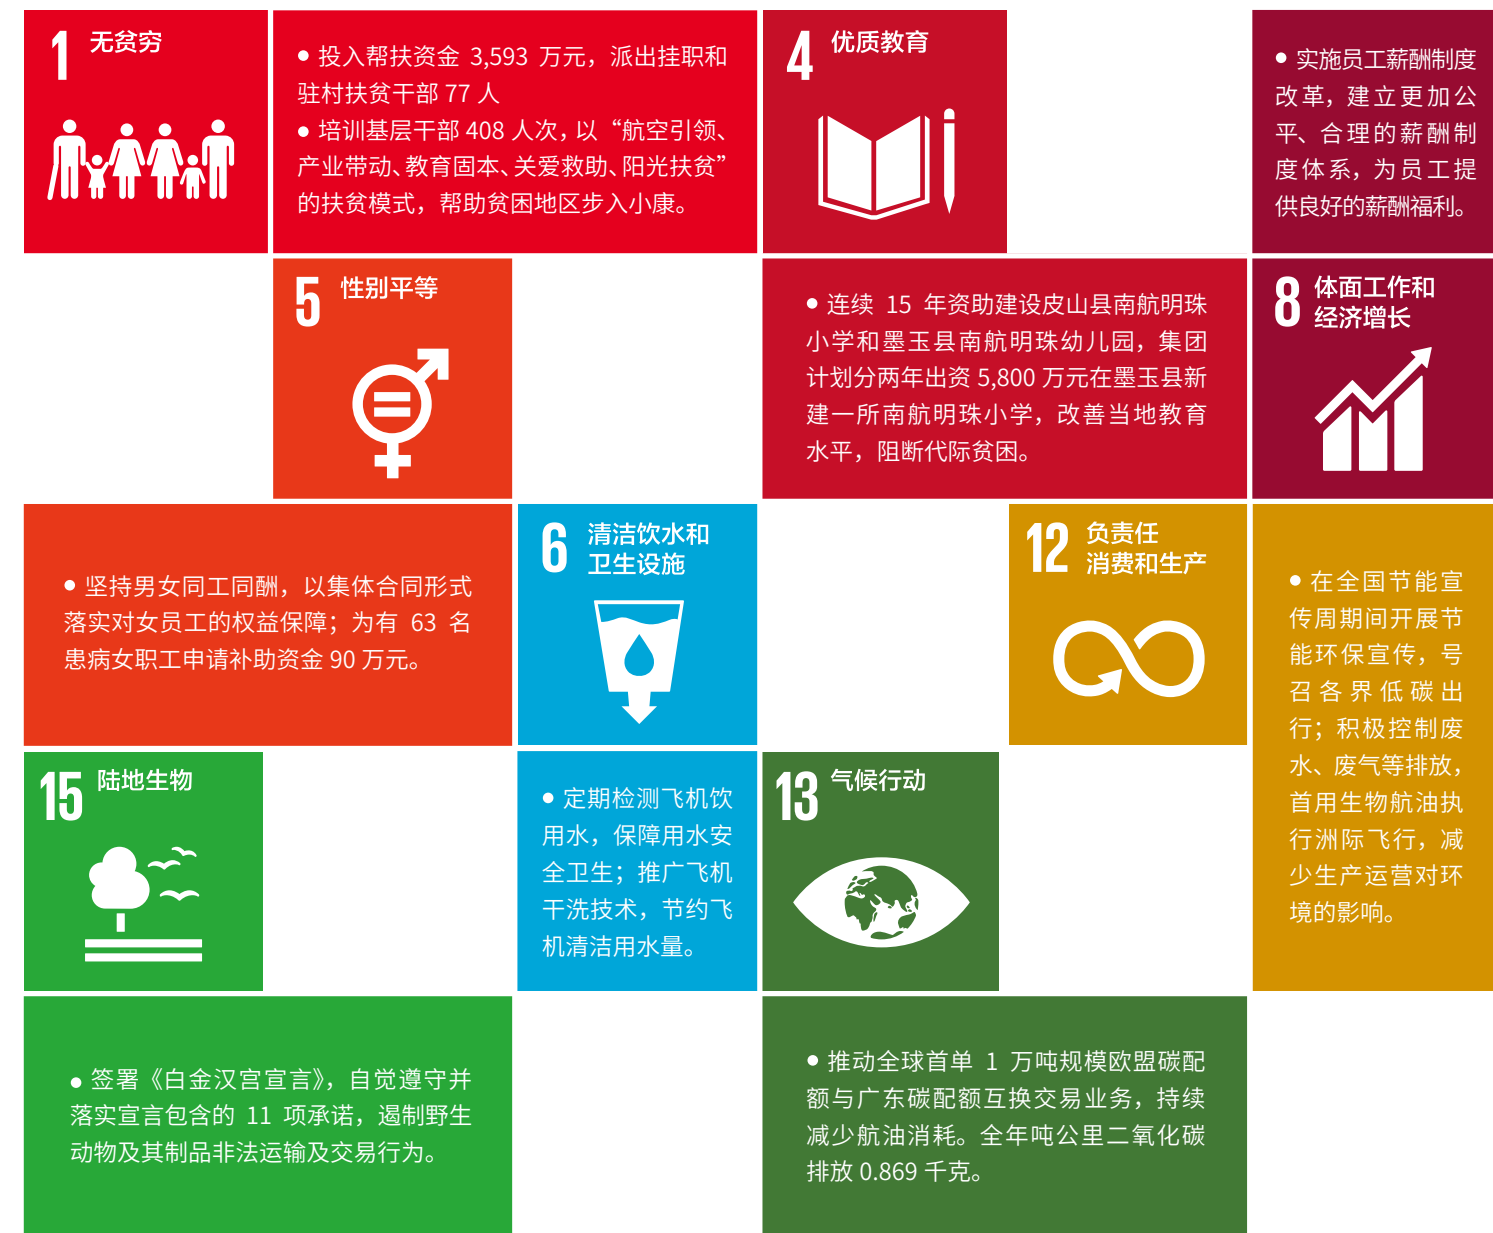 1 无贫穷
● 投入帮扶资金 3,593 万元，派出挂职和
驻村扶贫干部 77 人
● 培训基层干部 408 人次，以“航空引领、
产业带动、教育固本、关爱救助、阳光扶贫”
的扶贫模式，帮助贫困地区步入小康。
4 优质教育
● 连续 15 年资助建设皮山县南航明珠
小学和墨玉县南航明珠幼儿园，集团
计划分两年出资 5,800 万元在墨玉县新
建一所南航明珠小学，改善当地教育
水平，阻断代际贫困。
● 实施员工薪酬制度
改革，建立更加公
平、合理的薪酬制
度体系，为员工提
供良好的薪酬福利。
8 体面工作和
经济增长
5 性别平等
● 坚持男女同工同酬，以集体合同形式
落实对女员工的权益保障；为有 63 名
患病女职工申请补助资金 90 万元。
6 清洁饮水和
卫生设施
● 定期检测飞机饮
用水，保障用水安
全卫生；推广飞机
干洗技术，节约飞
机清洁用水量。
12 负责任
消费和生产
● 在全国节能宣
传周期间开展节
能环保宣传，号
召各界低碳出
行；积极控制废
水、废气等排放，
首用生物航油执
行洲际飞行，减
少生产运营对环
境的影响。
15 陆地生物
● 签署《白金汉宫宣言》，自觉遵守并
落实宣言包含的 11 项承诺，遏制野生
动物及其制品非法运输及交易行为。
13 气候行动
● 推动全球首单 1 万吨规模欧盟碳配
额与广东碳配额互换交易业务，持续
减少航油消耗。全年吨公里二氧化碳
排放 0.869 千克。